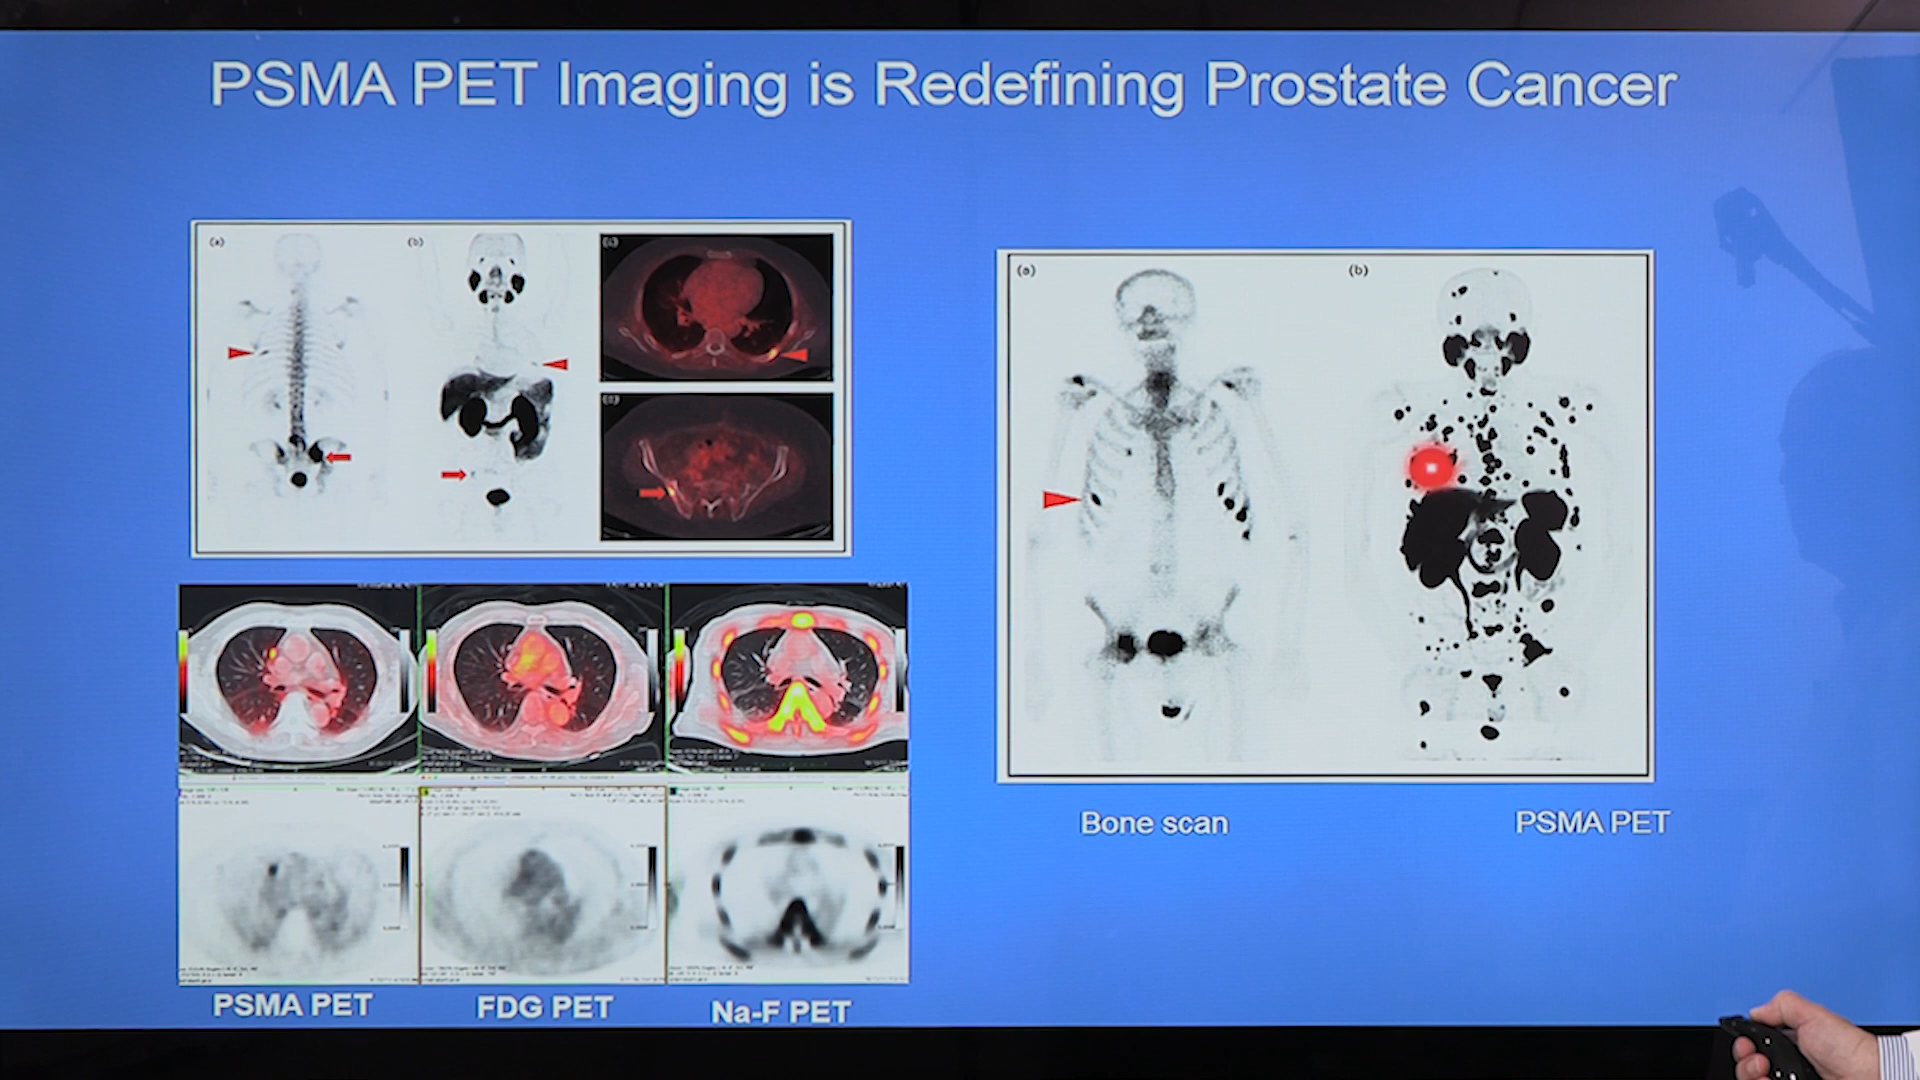 PSMA PET Imaging is Redefining Prostate Cancer
(a)
(b)
(c)
(d)
(a)
(b)
Bone scan
PSMA PET
PSMA PET
FDG PET
Na-F PET